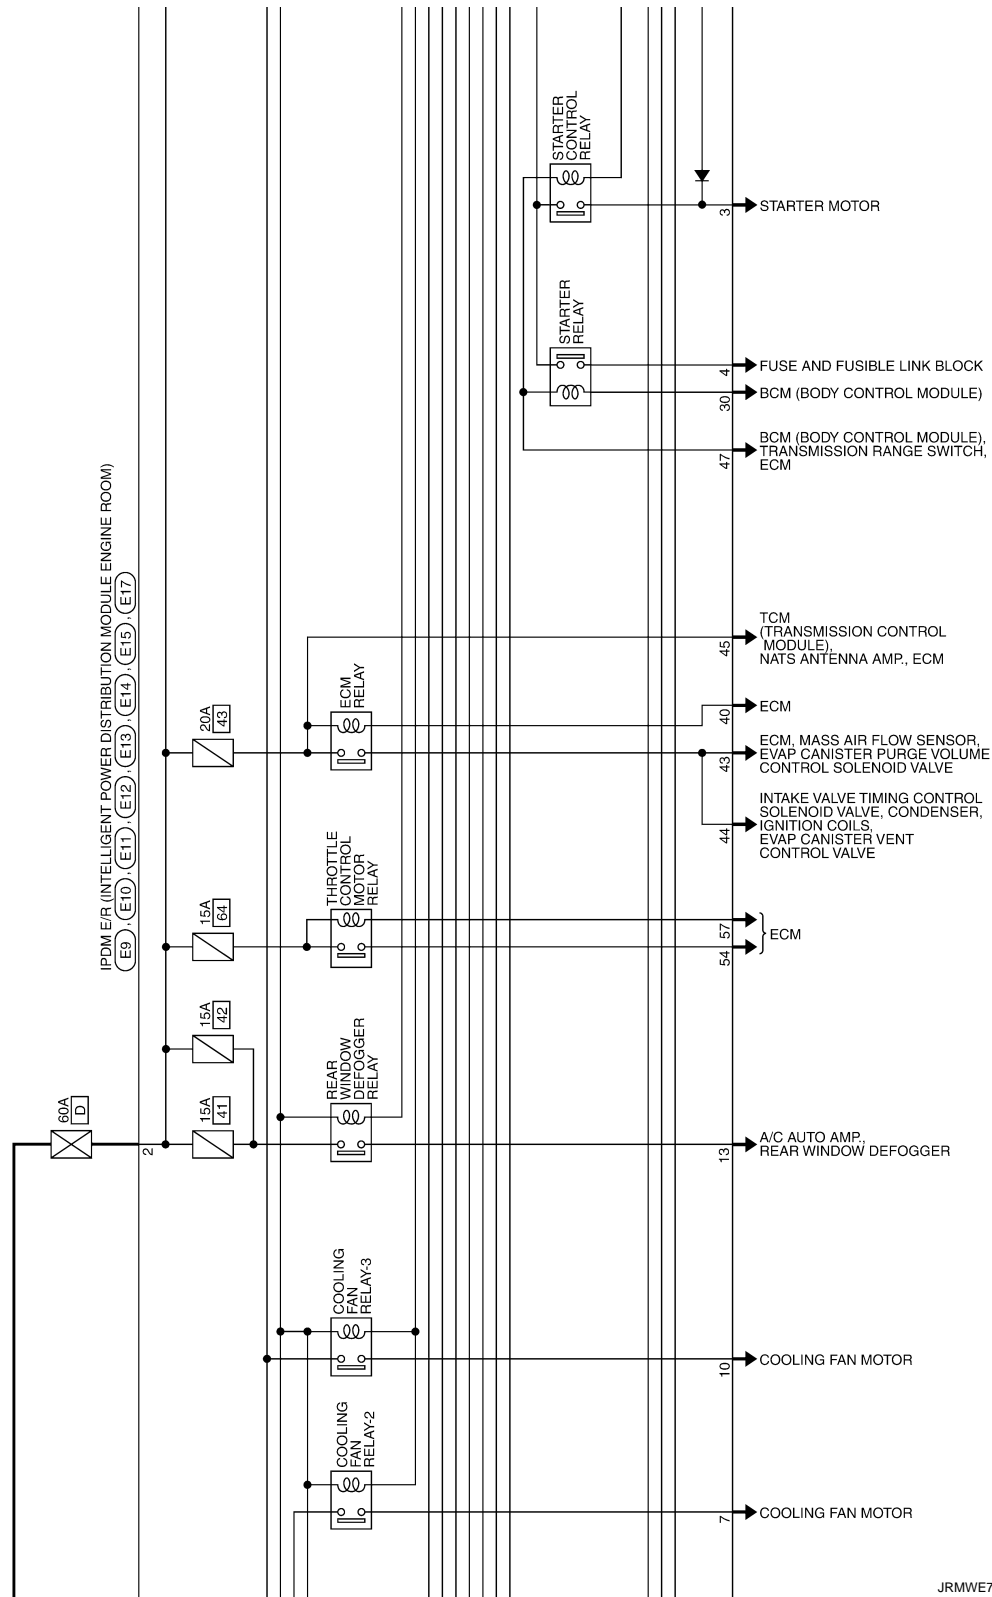 STARTER
CONTROL
RELAY
3
STARTER MOTOR
STARTER
RELAY
4
FUSE AND FUSIBLE LINK BLOCK
30
BCM (BODY CONTROL MODULE)
47
BCM (BODY CONTROL MODULE),
TRANSMISSION RANGE SWITCH,
ECM
IPDM E/R (INTELLIGENT POWER DISTRIBUTION MODULE ENGINE ROOM)
E9 , E10 , E11 , E12 , E13 , E14 , E15 , E17
45
TCM
(TRANSMISSION CONTROL
MODULE),
NATS ANTENNA AMP., ECM
20A
43
ECM
RELAY
40
ECM
43
ECM, MASS AIR FLOW SENSOR,
EVAP CANISTER PURGE VOLUME
CONTROL SOLENOID VALVE
44
INTAKE VALVE TIMING CONTROL
SOLENOID VALVE, CONDENSER,
IGNITION COILS,
EVAP CANISTER VENT
CONTROL VALVE
15A
64
THROTTLE
CONTROL
MOTOR
RELAY
57
54
ECM
15A
42
60A
D
2
15A
41
REAR
WINDOW
DEFOGGER
RELAY
13
A/C AUTO AMP.,
REAR WINDOW DEFOGGER
COOLING
FAN
RELAY-3
10
COOLING FAN MOTOR
COOLING
FAN
RELAY-2
7
COOLING FAN MOTOR
JRMWE7